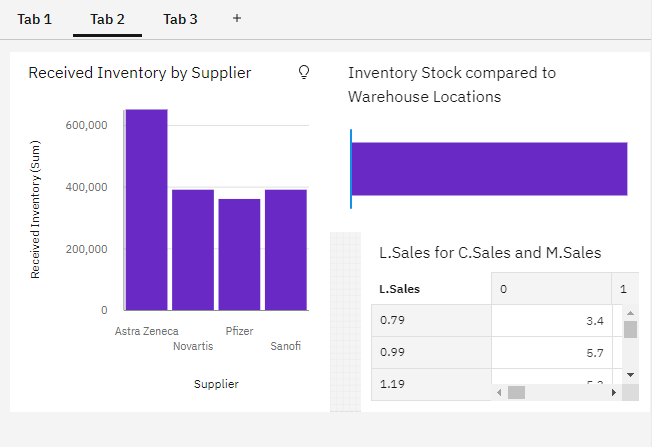 Tab 1 Tab 2 Tab 3 +
Received Inventory by Supplier
Received Inventory (Sum)
600,000
400,000
200,000
0
Astra Zeneca
Novartis
Pfizer
Sanofi
Supplier
Inventory Stock compared to
Warehouse Locations
L.Sales for C.Sales and M.Sales
L.Sales 0 1
0.79 3.4
0.99 5.7
1.19